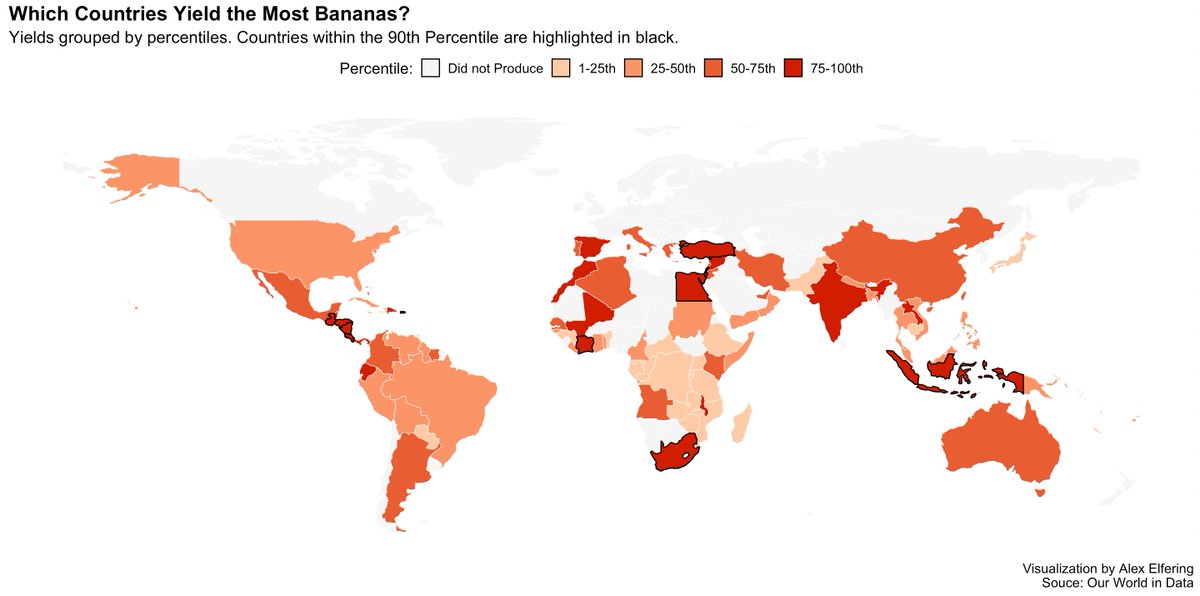 Which Countries Yield the Most Bananas?
Yields grouped by percentiles. Countries within the 90th Percentile are highlighted in black.
Percentile: Did not Produce 1-25th 25-50th 50-75th 75-100th
Visualization by Alex Elfering
Souce: Our World in Data